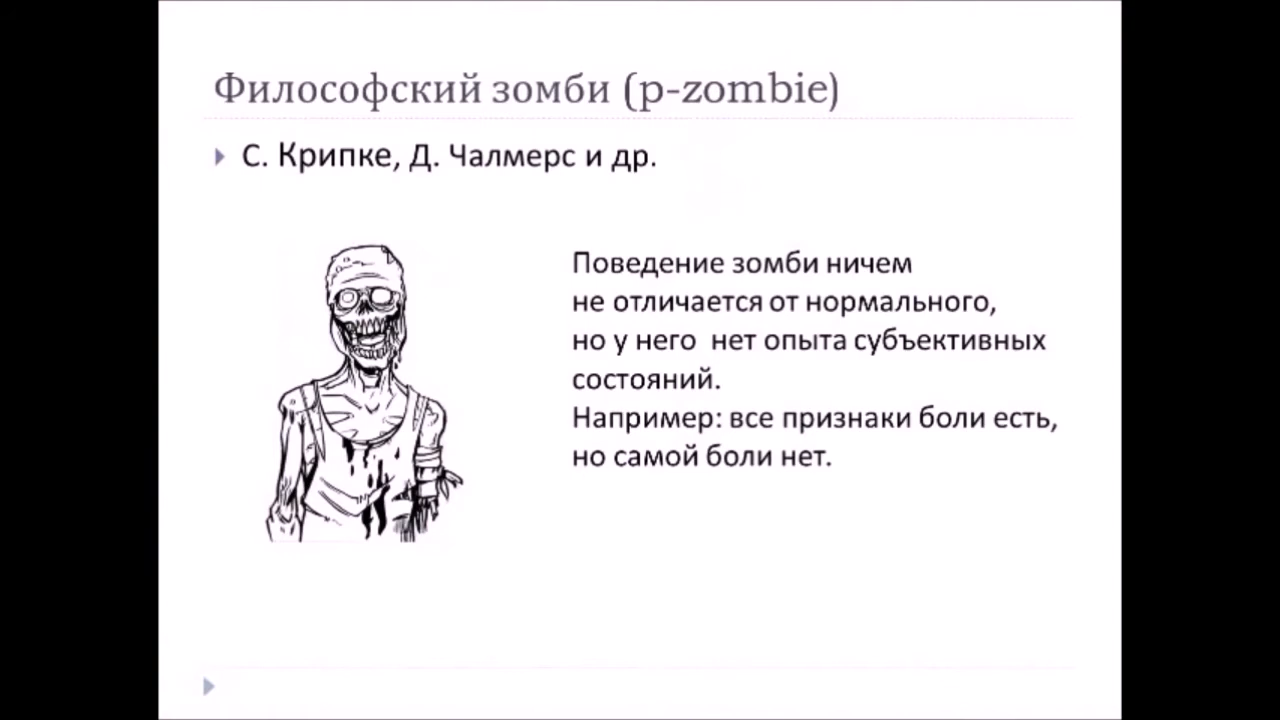 Философский зомби (p-zombie)
С. Крипке, Д. Чалмерс и др.
Поведение зомби ничем
не отличается от нормального,
но у него нет опыта субъективных
состояний.
Например: все признаки боли есть,
но самой боли нет.